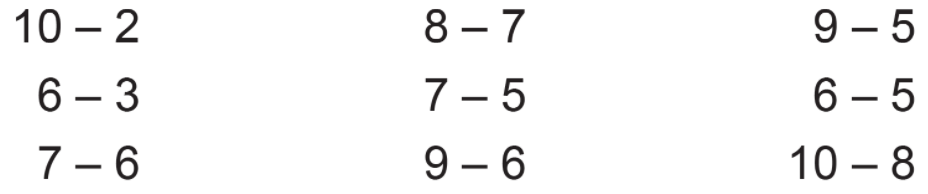 10 – 2 8 – 7 9 – 5
6 – 3 7 – 5 6 – 5
7 – 6 9 – 6 10 – 8